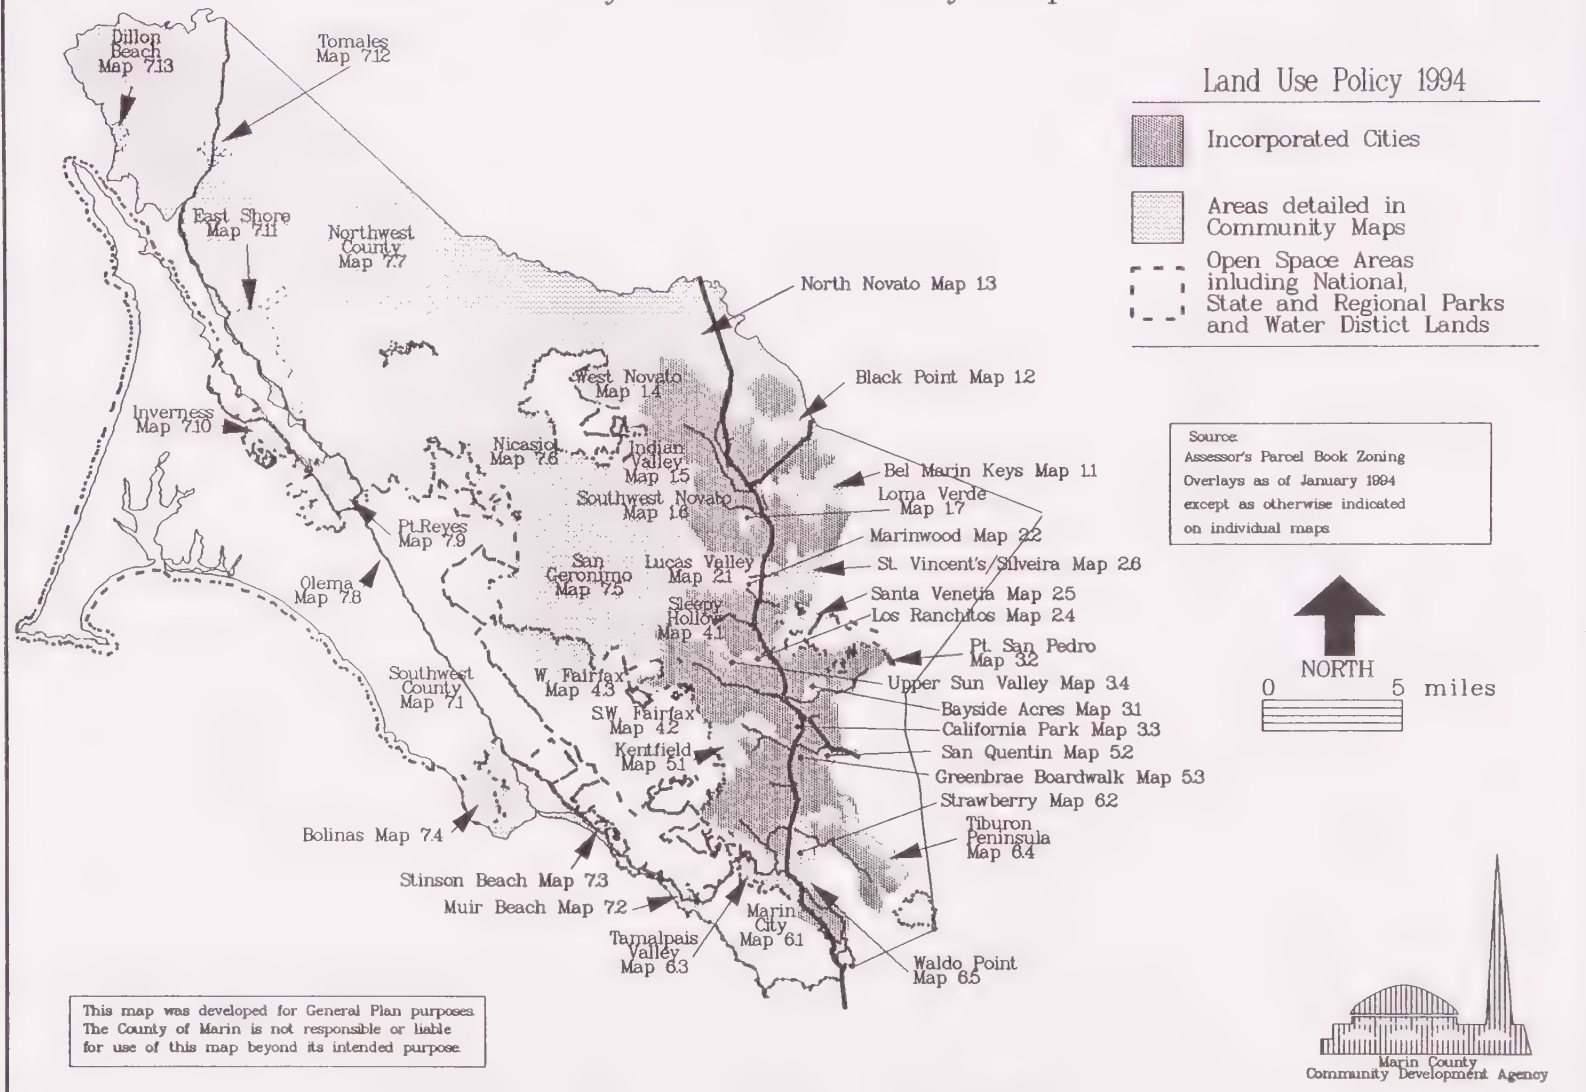 Dillon
Beach
Map 7.13
Tomales
Map 7.12
East Shore
Map 7.11
Northwest
County
Map 7.7
North Novato Map 1.3
West Novato
Map 1.4
Black Point Map 1.2
Inverness
Map 7.10
Nicasio
Map 7.6
Indian
Valley
Map 1.5
Bel Marin Keys Map 1.1
Southwest Novato
Map 1.6
Loma Verde
Map 1.7
Pt.Reyes
Map 7.9
Marinwood Map 2.2
San
Geronimo
Map 7.5
Lucas Valley
Map 2.1
St. Vincent's/Silveira Map 2.6
Olema
Map 7.8
Santa Venetia Map 2.5
Sleepy
Hollow
Map 4.1
Los Ranchitos Map 2.4
Pt. San Pedro
Map 3.2
Southwest
County
Map 7.1
W. Fairfax
Map 4.3
Upper Sun Valley Map 3.4
S.W. Fairfax
Map 4.2
Bayside Acres Map 3.1
California Park Map 3.3
Kentfield
Map 5.1
San Quentin Map 5.2
Greenbrae Boardwalk Map 5.3
Strawberry Map 6.2
Tiburon
Peninsula
Map 6.4
Bolinas Map 7.4
Stinson Beach Map 7.3
Muir Beach Map 7.2
Marin
City
Map 6.1
Tamalpais
Valley
Map 6.3
Waldo Point
Map 6.5
Land Use Policy 1994
Incorporated Cities
Areas detailed in
Community Maps
Open Space Areas
inluding National,
State and Regional Parks
and Water Distict Lands
Source:
Assessor's Parcel Book Zoning
Overlays as of January 1994
except as otherwise indicated
on individual maps
NORTH
0 5 miles
This map was developed for General Plan purposes.
The County of Marin is not responsible or liable
for use of this map beyond its intended purpose.
Marin County
Community Development Agency